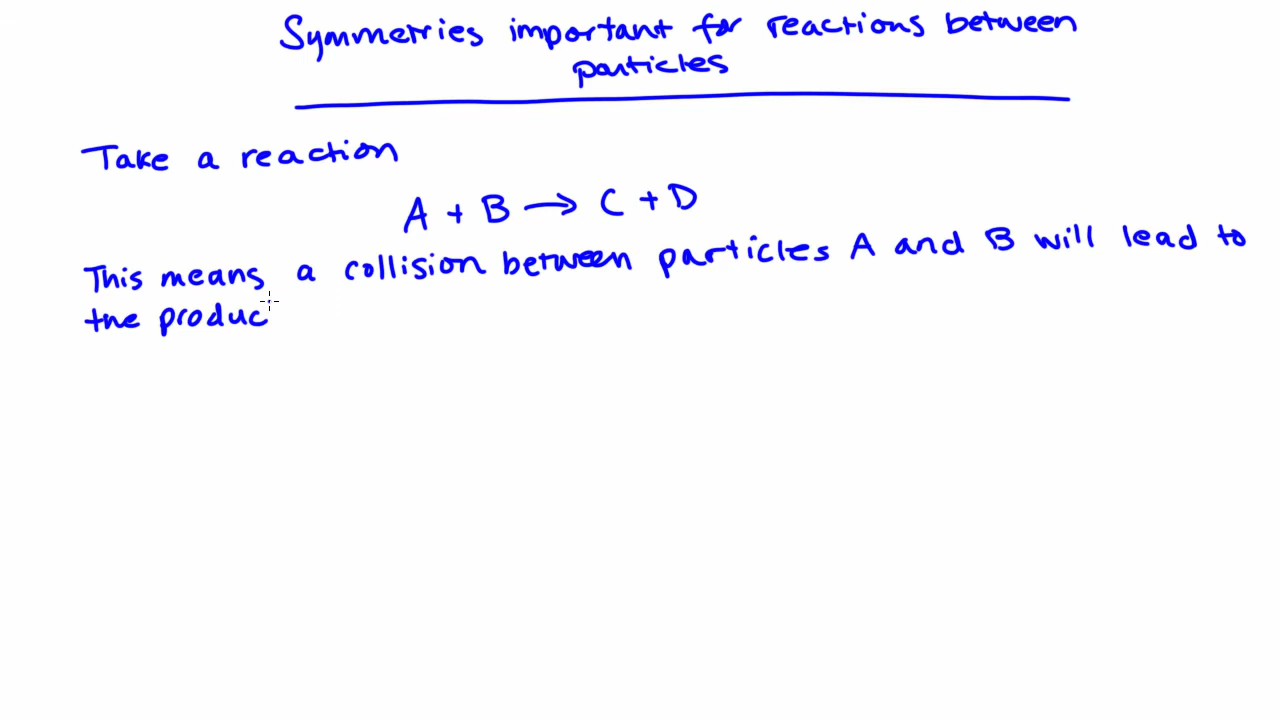 Symmetries important for reactions between
particles
Take a reaction
A + B → C + D
This means a collision between particles A and B will lead to
the produc